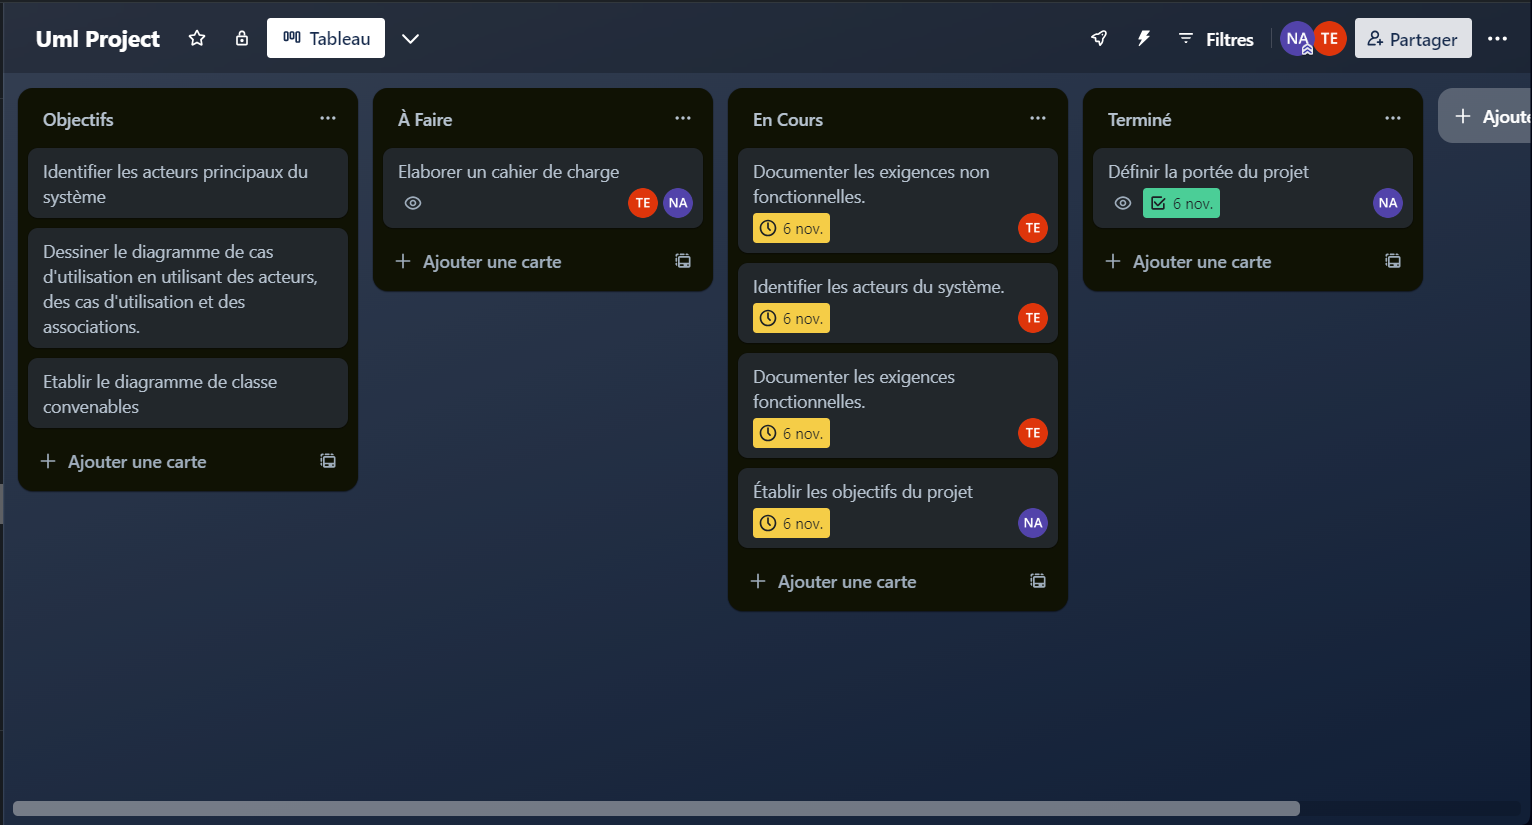 Uml Project
Tableau
Filtres
NA
TE
Partager
Objectifs
Identifier les acteurs principaux du
système
Dessiner le diagramme de cas
d'utilisation en utilisant des acteurs,
des cas d'utilisation et des
associations.
Etablir le diagramme de classe
convenables
Ajouter une carte
À Faire
Elaborer un cahier de charge
TE
NA
Ajouter une carte
En Cours
Documenter les exigences non
fonctionnelles.
6 nov.
TE
Identifier les acteurs du système.
6 nov.
TE
Documenter les exigences
fonctionnelles.
6 nov.
TE
Établir les objectifs du projet
6 nov.
NA
Ajouter une carte
Terminé
Définir la portée du projet
6 nov.
NA
Ajouter une carte
Ajoute